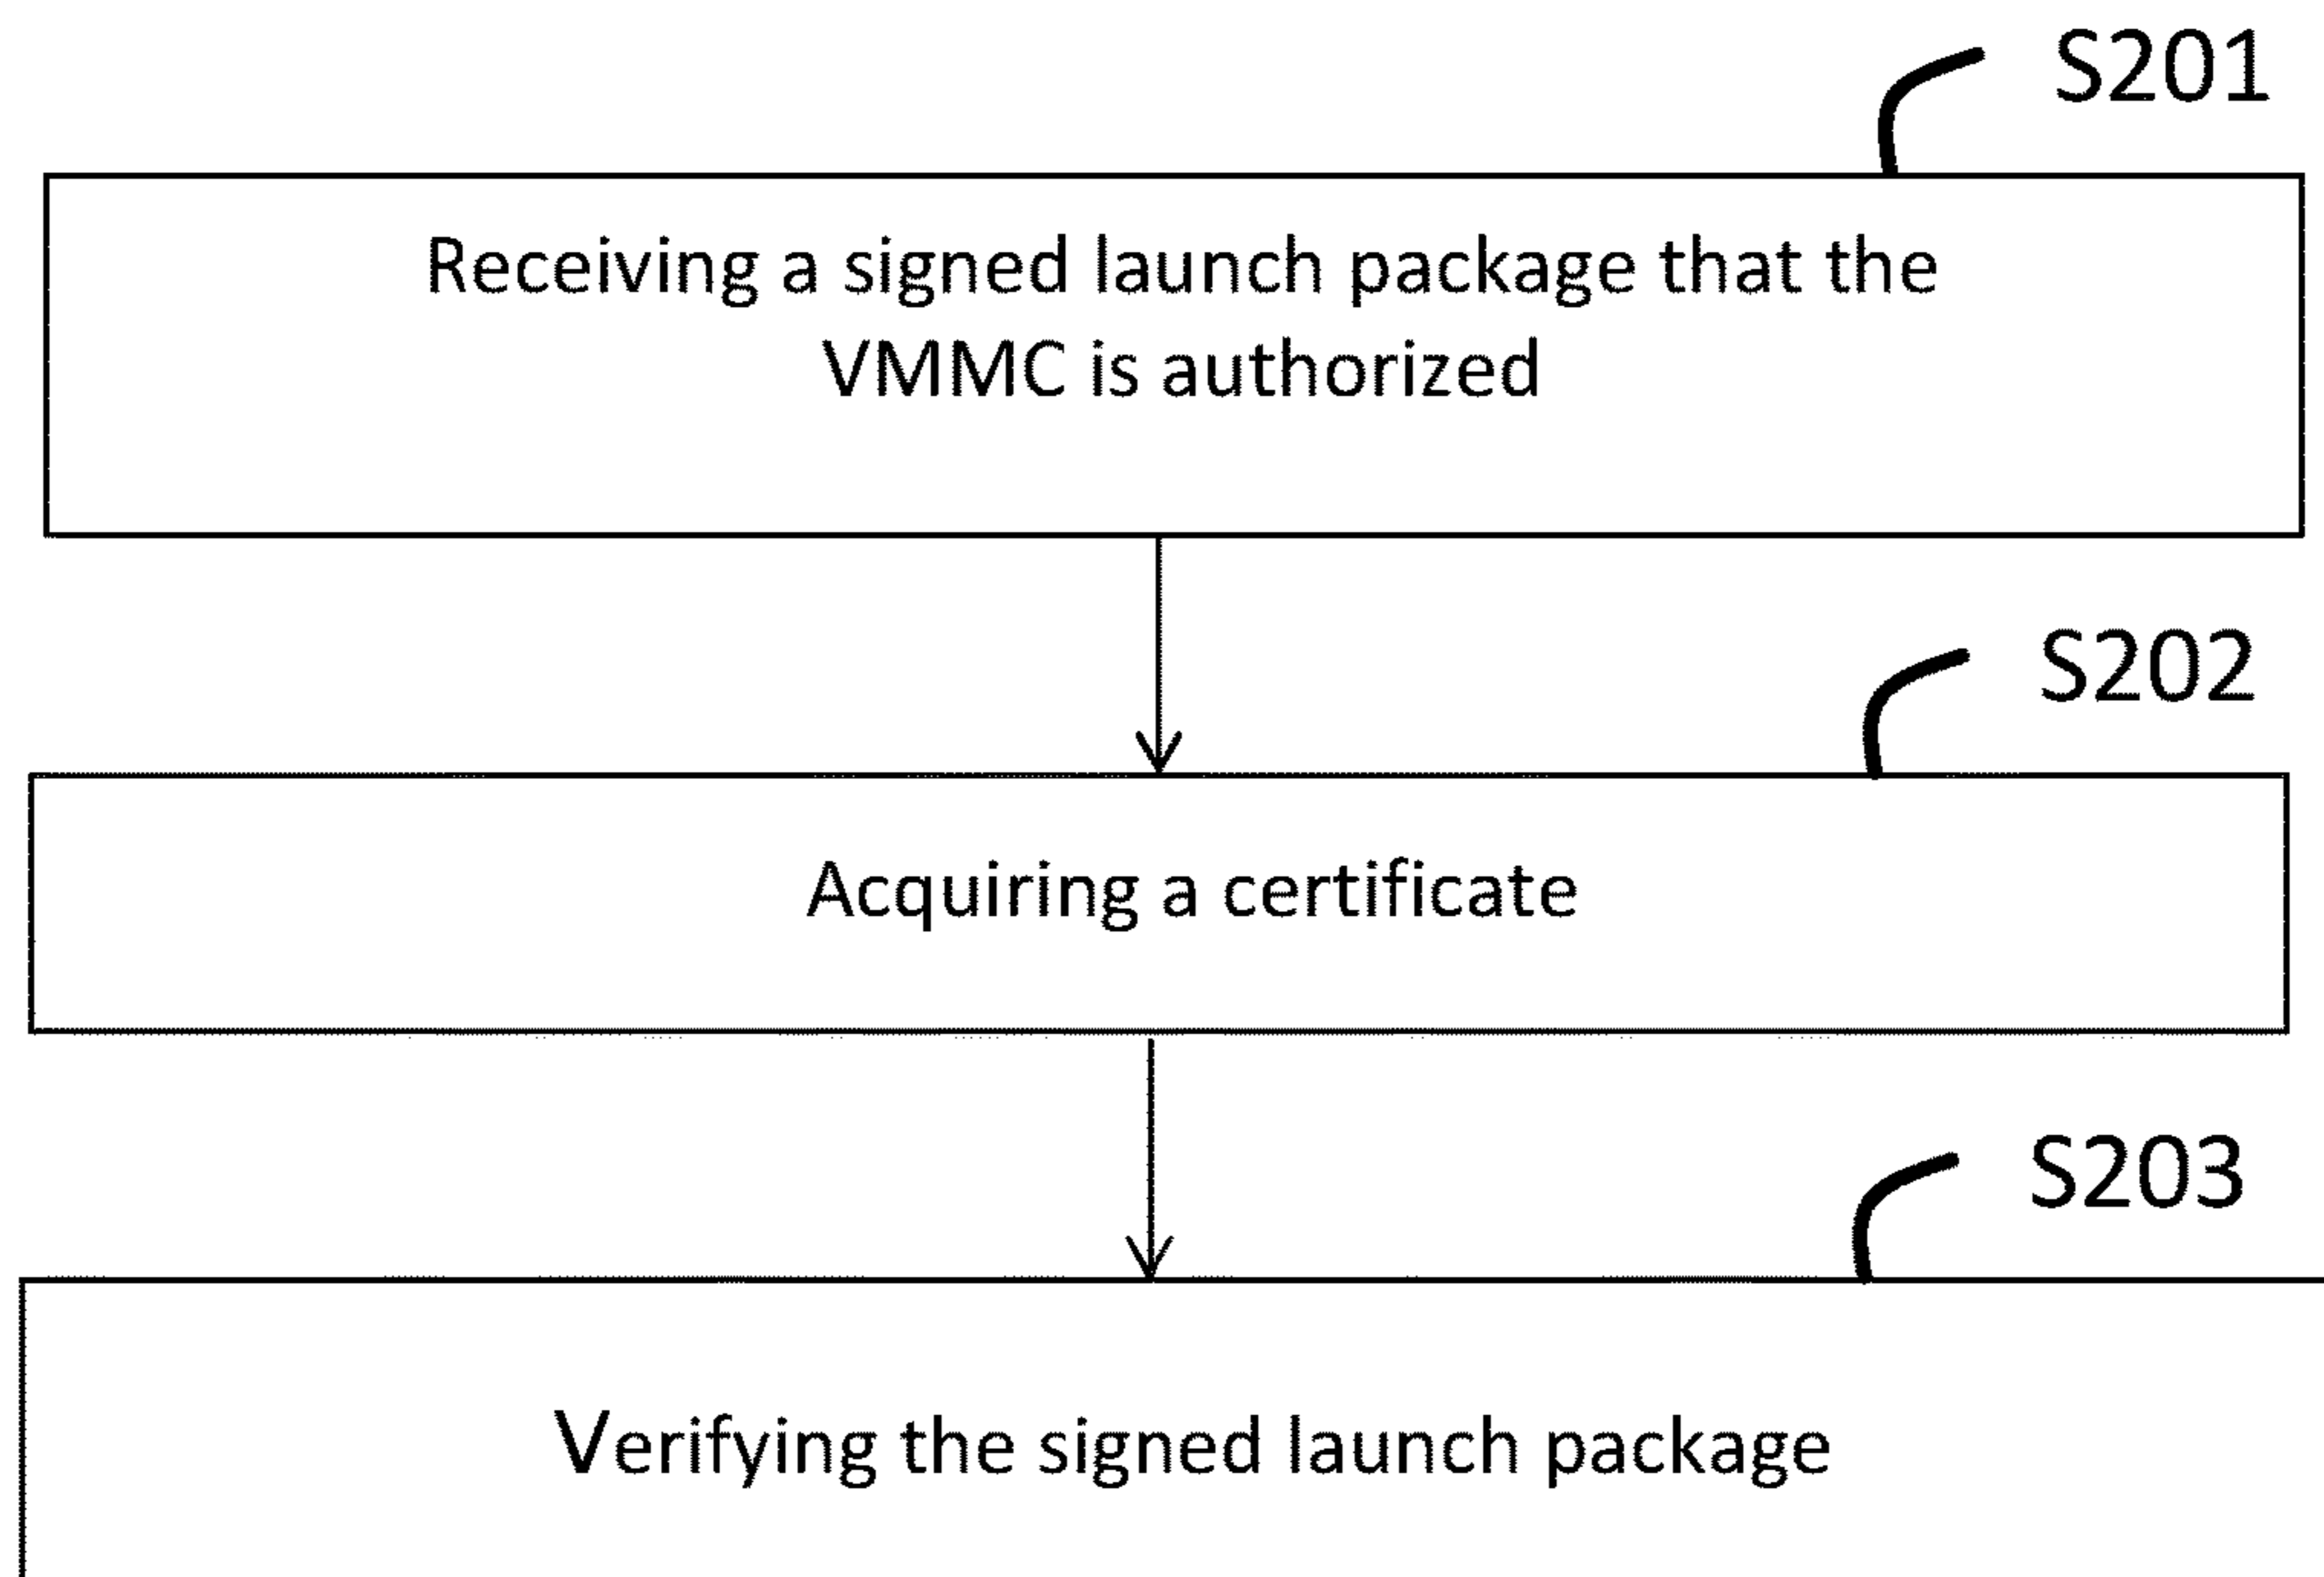 S201
Receiving a signed launch package that the
VMMC is authorized
S202
Acquiring a certificate
S203
Verifying the signed launch package